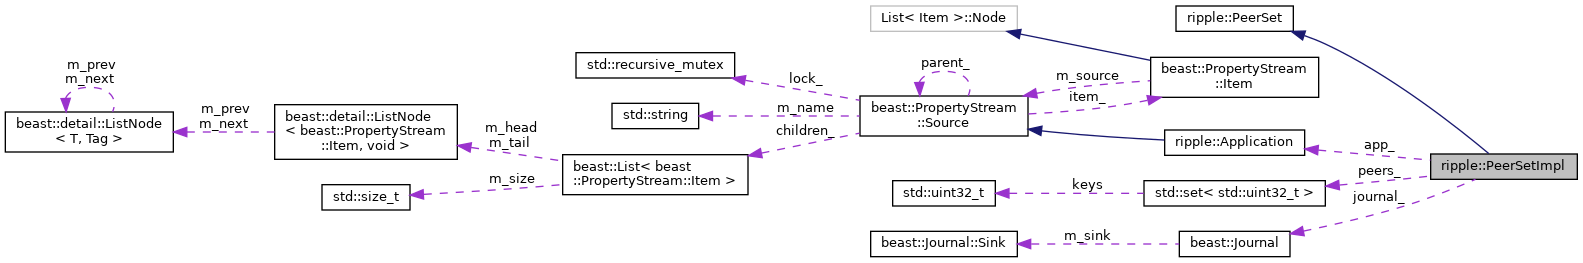 List< Item >::Node
ripple::PeerSet
std::recursive_mutex
lock_
parent_
m_source
item_
beast::PropertyStream
::Item
m_prev
m_next
beast::detail::ListNode
< T, Tag >
m_prev
m_next
beast::detail::ListNode
< beast::PropertyStream
::Item, void >
m_head
m_tail
std::string
m_name
children_
beast::PropertyStream
::Source
ripple::Application
app_
ripple::PeerSetImpl
m_size
std::size_t
beast::List< beast
::PropertyStream::Item >
std::uint32_t
keys
std::set< std::uint32_t >
peers_
journal_
beast::Journal::Sink
m_sink
beast::Journal